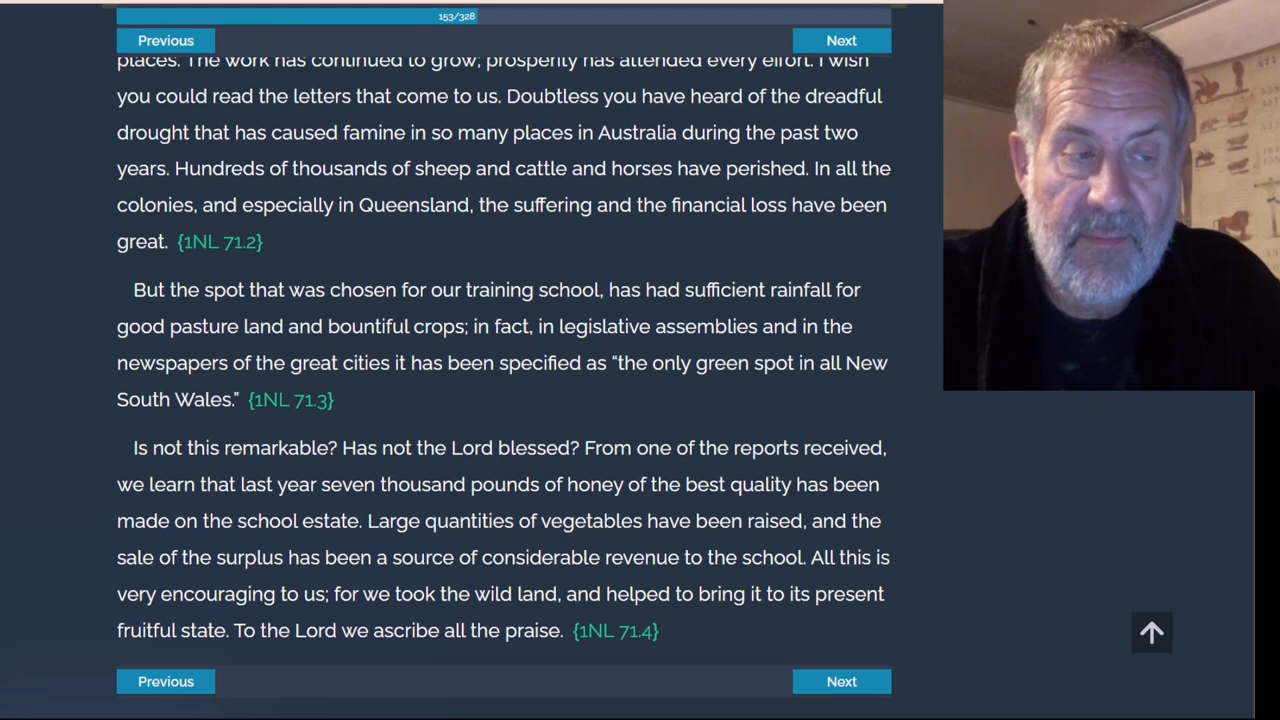 153/328
Previous
Next
places. The work has continued to grow; prosperity has attended every effort. I wish
you could read the letters that come to us. Doubtless you have heard of the dreadful
drought that has caused famine in so many places in Australia during the past two
years. Hundreds of thousands of sheep and cattle and horses have perished. In all the
colonies, and especially in Queensland, the suffering and the financial loss have been
great. {1NL 71.2}
But the spot that was chosen for our training school, has had sufficient rainfall for
good pasture land and bountiful crops; in fact, in legislative assemblies and in the
newspapers of the great cities it has been specified as “the only green spot in all New
South Wales.” {1NL 71.3}
Is not this remarkable? Has not the Lord blessed? From one of the reports received,
we learn that last year seven thousand pounds of honey of the best quality has been
made on the school estate. Large quantities of vegetables have been raised, and the
sale of the surplus has been a source of considerable revenue to the school. All this is
very encouraging to us; for we took the wild land, and helped to bring it to its present
fruitful state. To the Lord we ascribe all the praise. {1NL 71.4}
Previous
Next